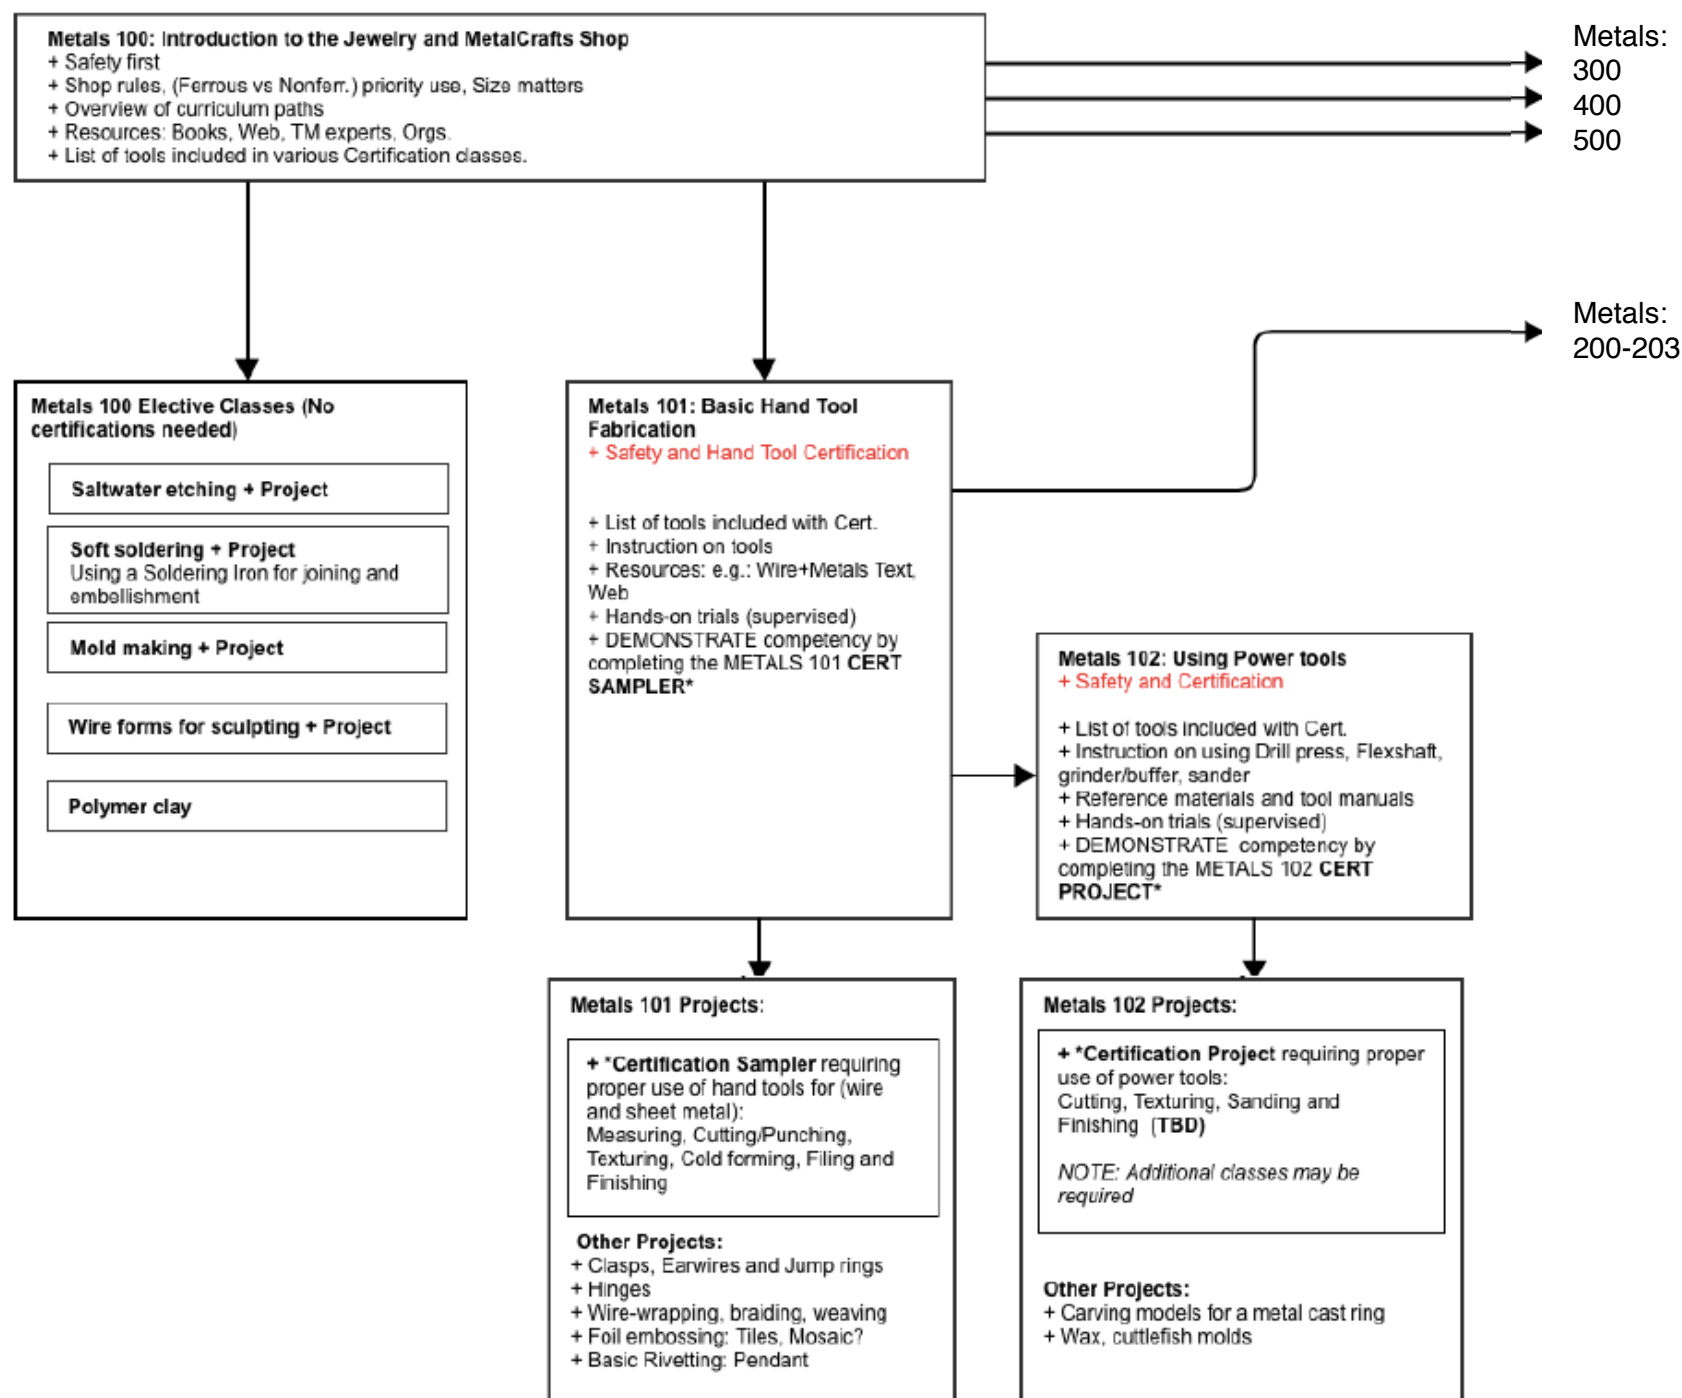 Metals 100: Introduction to the Jewelry and MetalCrafts Shop
+ Safety first
+ Shop rules, (Ferrous vs Nonferr.) priority use, Size matters
+ Overview of curriculum paths
+ Resources: Books, Web, TM experts, Orgs.
+ List of tools included in various Certification classes.
Metals:
300
400
500
Metals:
200-203
Metals 100 Elective Classes (No
certifications needed)
Saltwater etching + Project
Soft soldering + Project
Using a Soldering Iron for joining and
embellishment
Mold making + Project
Wire forms for sculpting + Project
Polymer clay
Metals 101: Basic Hand Tool
Fabrication
+ Safety and Hand Tool Certification
+ List of tools included with Cert.
+ Instruction on tools
+ Resources: e.g.: Wire+Metals Text,
Web
+ Hands-on trials (supervised)
+ DEMONSTRATE competency by
completing the METALS 101 CERT
SAMPLER*
Metals 102: Using Power tools
+ Safety and Certification
+ List of tools included with Cert.
+ Instruction on using Drill press, Flexshaft,
grinder/buffer, sander
+ Reference materials and tool manuals
+ Hands-on trials (supervised)
+ DEMONSTRATE competency by
completing the METALS 102 CERT
PROJECT*
Metals 101 Projects:
+ *Certification Sampler requiring
proper use of hand tools for (wire
and sheet metal):
Measuring, Cutting/Punching,
Texturing, Cold forming, Filing and
Finishing
Other Projects:
+ Clasps, Earwires and Jump rings
+ Hinges
+ Wire-wrapping, braiding, weaving
+ Foil embossing: Tiles, Mosaic?
+ Basic Rivetting: Pendant
Metals 102 Projects:
+ *Certification Project requiring proper
use of power tools:
Cutting, Texturing, Sanding and
Finishing (TBD)
NOTE: Additional classes may be
required
Other Projects:
+ Carving models for a metal cast ring
+ Wax, cuttlefish molds